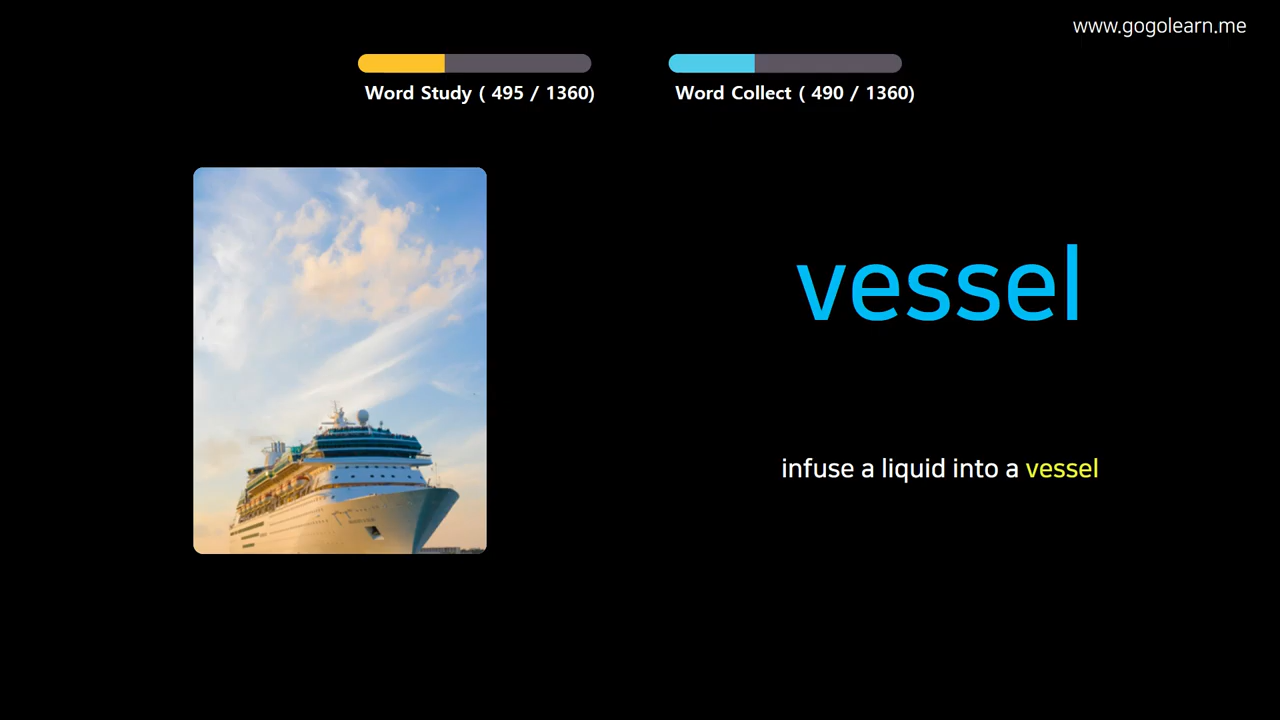 www.gogolearn.me
Word Study ( 495 / 1360)
Word Collect ( 490 / 1360)
vessel
infuse a liquid into a vessel